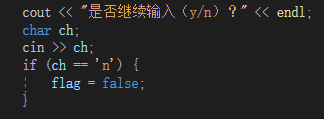 cout << "是否继续输入（y/n）？" << endl;
char ch;
cin >> ch;
if (ch == 'n') {
    flag = false;
}